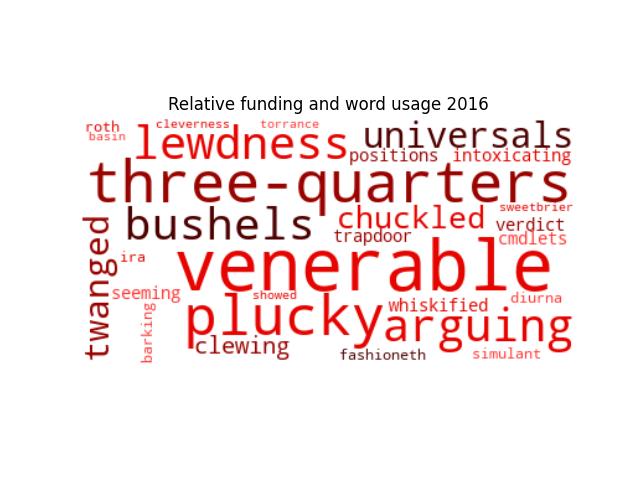 Relative funding and word usage 2016
roth
cleverness
torrance
basin
lewdness
universals
positions
intoxicating
three-quarters
sweetbrier
bushels
chuckled
verdict
trapdoor
cmdlets
twanged
ira
venerable
seeming
showed
diurna
barking
plucky
whiskified
arguing
clewing
fashioneth
simulant